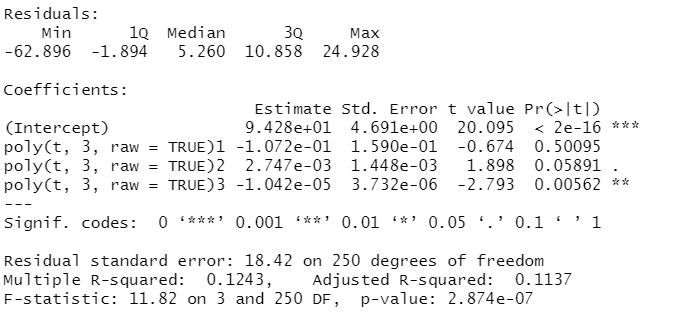 Residuals:
    Min      1Q  Median      3Q     Max
-62.896  -1.894   5.260  10.858  24.928
Coefficients:
                          Estimate Std. Error t value Pr(>|t|)
(Intercept)              9.428e+01  4.691e+00  20.095  < 2e-16 ***
poly(t, 3, raw = TRUE)1 -1.072e-01  1.590e-01  -0.674  0.50095
poly(t, 3, raw = TRUE)2  2.747e-03  1.448e-03   1.898  0.05891 .
poly(t, 3, raw = TRUE)3 -1.042e-05  3.732e-06  -2.793  0.00562 **
---
Signif. codes:  0 ‘***’ 0.001 ‘**’ 0.01 ‘*’ 0.05 ‘.’ 0.1 ‘ ’ 1
Residual standard error: 18.42 on 250 degrees of freedom
Multiple R-squared:  0.1243,    Adjusted R-squared:  0.1137
F-statistic: 11.82 on 3 and 250 DF,  p-value: 2.874e-07